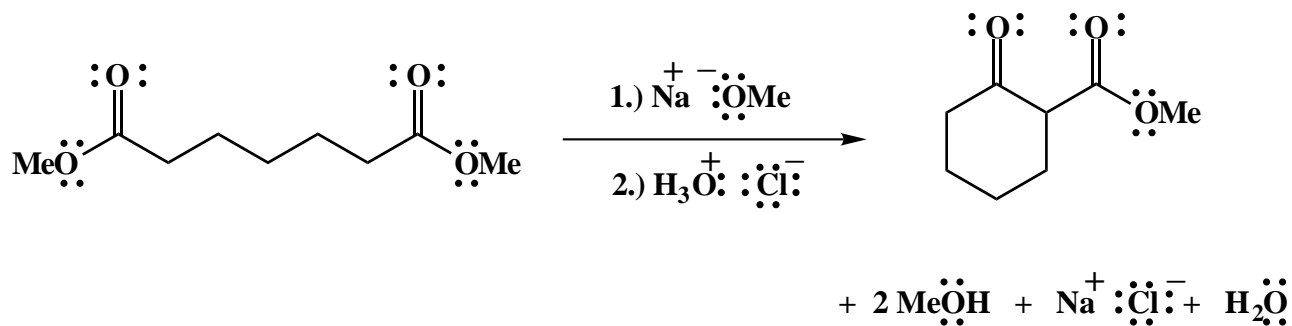 O O
MeO OMe
1.) Na+ −OMe
2.) H3O+ Cl−
O O
OMe
+ 2 MeOH + Na+ Cl− + H2O